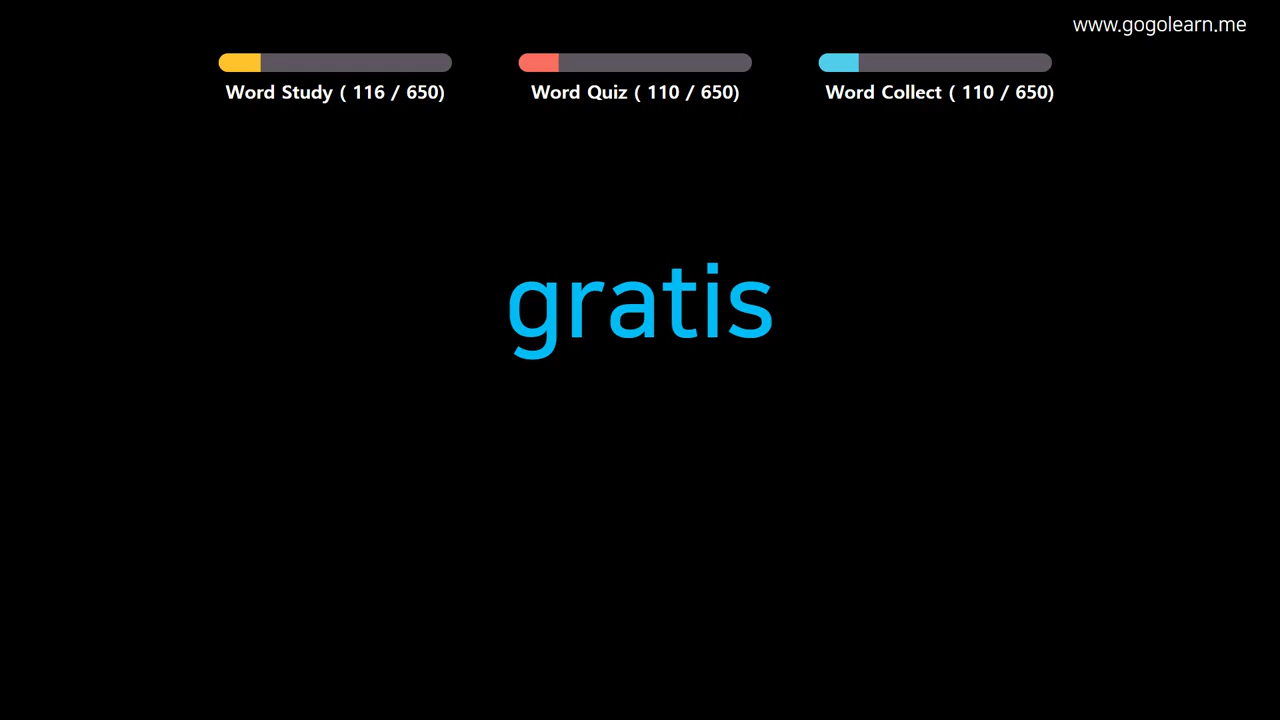 www.gogolearn.me
Word Study ( 116 / 650)
Word Quiz ( 110 / 650)
Word Collect ( 110 / 650)
gratis